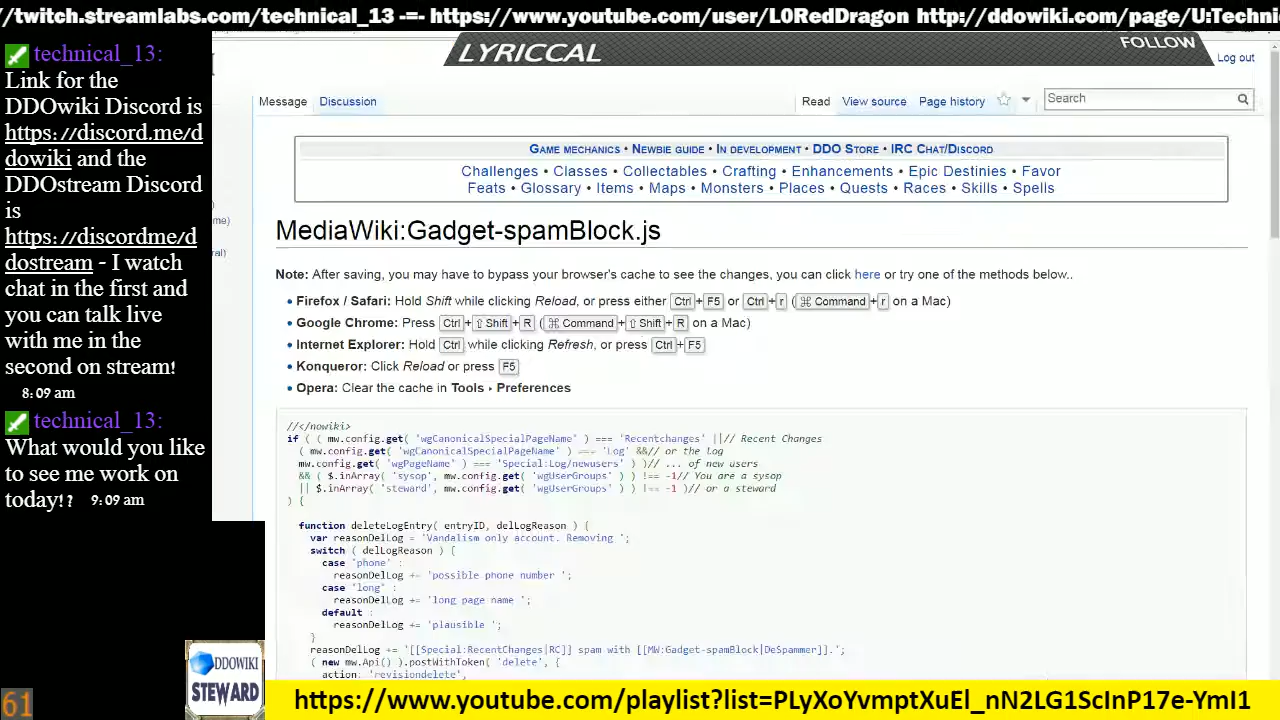 /twitch.streamlabs.com/technical_13 -=- https://www.youtube.com/user/L0RedDragon http://ddowiki.com/page/U:Techni
technical_13:
Link for the
DDOwiki Discord is
https://discord.me/d
dowiki and the
DDOstream Discord
is
https://discordme/d
dostream - I watch
chat in the first and
you can talk live
with me in the
second on stream!
8:09 am
technical_13:
What would you like
to see me work on
today!?
9:09 am
LYRICCAL
FOLLOW
Log out
Message Discussion Read View source Page history Search
GAME MECHANICS • NEWBIE GUIDE • IN DEVELOPMENT • DDO STORE • IRC CHAT/DISCORD
Challenges • Classes • Collectables • Crafting • Enhancements • Epic Destinies • Favor
Feats • Glossary • Items • Maps • Monsters • Places • Quests • Races • Skills • Spells
me)
ral)
MediaWiki:Gadget-spamBlock.js
Note: After saving, you may have to bypass your browser's cache to see the changes, you can click here or try one of the methods below..
• Firefox / Safari: Hold Shift while clicking Reload, or press either Ctrl+F5 or Ctrl+r (⌘ Command+r on a Mac)
• Google Chrome: Press Ctrl+⇧Shift+R (⌘ Command+⇧Shift+R on a Mac)
• Internet Explorer: Hold Ctrl while clicking Refresh, or press Ctrl+F5
• Konqueror: Click Reload or press F5
• Opera: Clear the cache in Tools › Preferences
//</nowiki>
if ( ( mw.config.get( 'wgCanonicalSpecialPageName' ) === 'Recentchanges' ||// Recent Changes
( mw.config.get( 'wgCanonicalSpecialPageName' ) === 'Log' &&// or the log
mw.config.get( 'wgPageName' ) === 'Special:Log/newusers' ) )// ... of new users
&& ( $.inArray( 'sysop', mw.config.get( 'wgUserGroups' ) ) !== -1// You are a sysop
|| $.inArray( 'steward', mw.config.get( 'wgUserGroups' ) ) !== -1 )// or a steward
) {
function deleteLogEntry( entryID, delLogReason ) {
var reasonDelLog = 'Vandalism only account. Removing ';
switch ( delLogReason ) {
case 'phone' :
reasonDelLog += 'possible phone number ';
case 'long' :
reasonDelLog += 'long page name ';
default :
reasonDelLog += 'plausible ';
}
reasonDelLog += '[[Special:RecentChanges|RC]] spam with [[MW:Gadget-spamBlock|DeSpammer]].';
( new mw.Api() ).postWithToken( 'delete', {
action: 'revisiondelete',
DDOWIKI
STEWARD
61
https://www.youtube.com/playlist?list=PLyXoYvmptXuEl_nN2LG1ScInP17e-YmI1